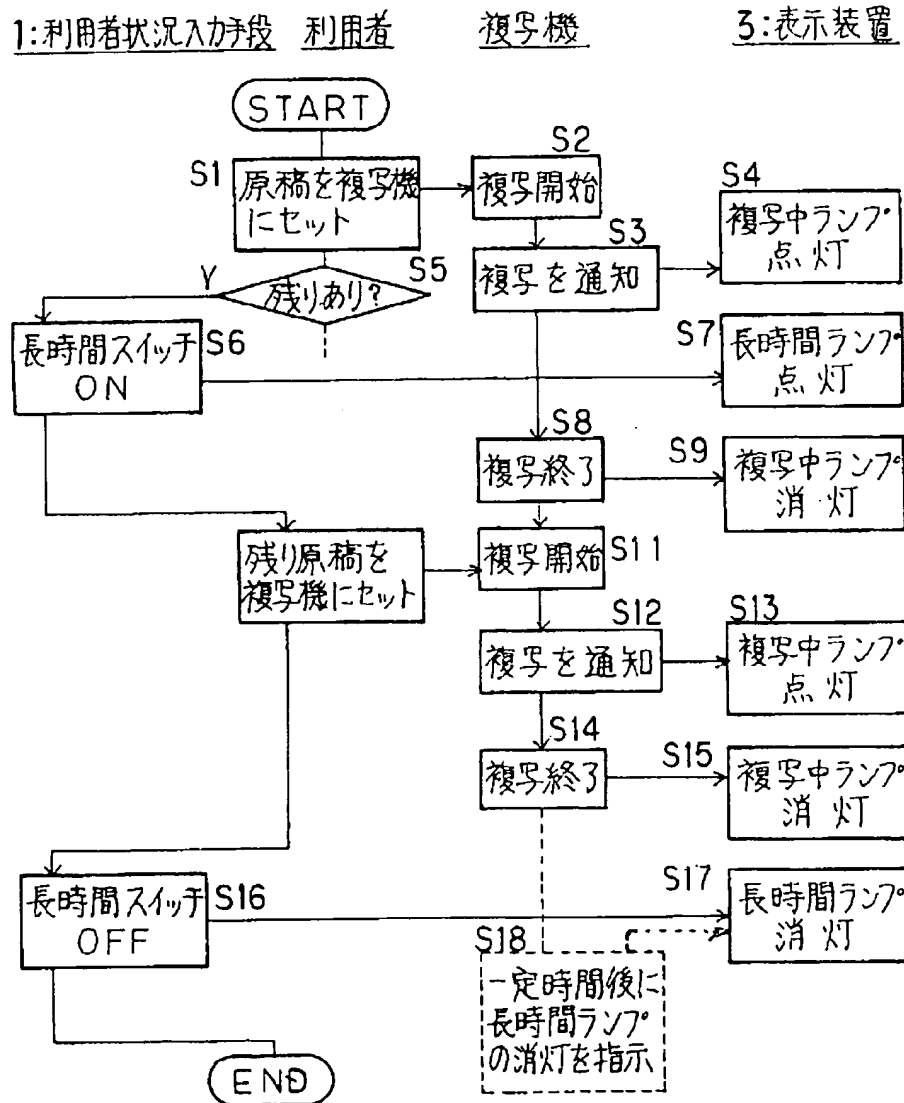 1:利用者状況入力手段 利用者 複写機 3:表示装置
START
S1
原稿を複写機
にセット
S2
複写開始
S3
複写を通知
S4
複写中ランプ
点灯
S5
残りあり?
Y
S6
長時間スイッチ
ON
S7
長時間ランプ
点灯
S8
複写終了
S9
複写中ランプ
消灯
残り原稿を
複写機にセット
S11
複写開始
S12
複写を通知
S13
複写中ランプ
点灯
S14
複写終了
S15
複写中ランプ
消灯
S16
長時間スイッチ
OFF
S17
長時間ランプ
消灯
S18
一定時間後に
長時間ランプ
の消灯を指示
END